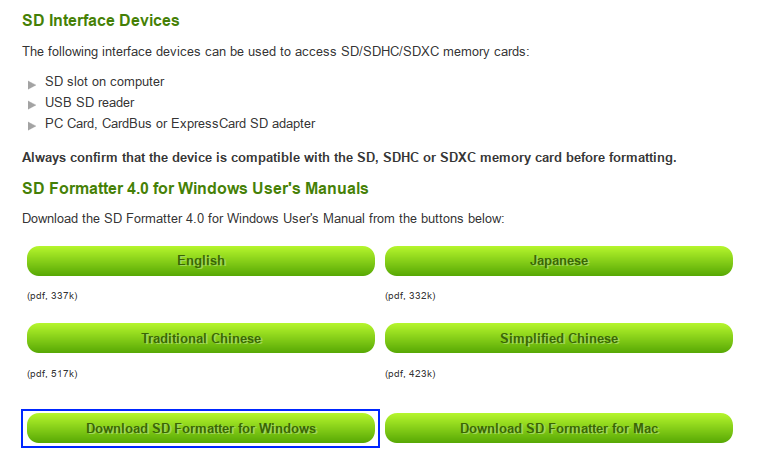 SD Interface Devices
The following interface devices can be used to access SD/SDHC/SDXC memory cards:
SD slot on computer
USB SD reader
PC Card, CardBus or ExpressCard SD adapter
Always confirm that the device is compatible with the SD, SDHC or SDXC memory card before formatting.
SD Formatter 4.0 for Windows User's Manuals
Download the SD Formatter 4.0 for Windows User's Manual from the buttons below:
English
Japanese
(pdf, 337k)
(pdf, 332k)
Traditional Chinese
Simplified Chinese
(pdf, 517k)
(pdf, 423k)
Download SD Formatter for Windows
Download SD Formatter for Mac